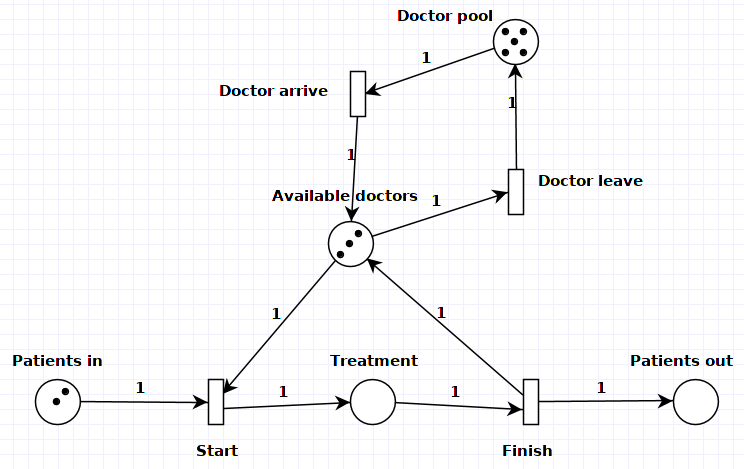 Doctor pool
1
Doctor arrive
1
1
Doctor leave
Available doctors
1
1
1
Patients in
Treatment
Patients out
1
1
1
1
Start
Finish